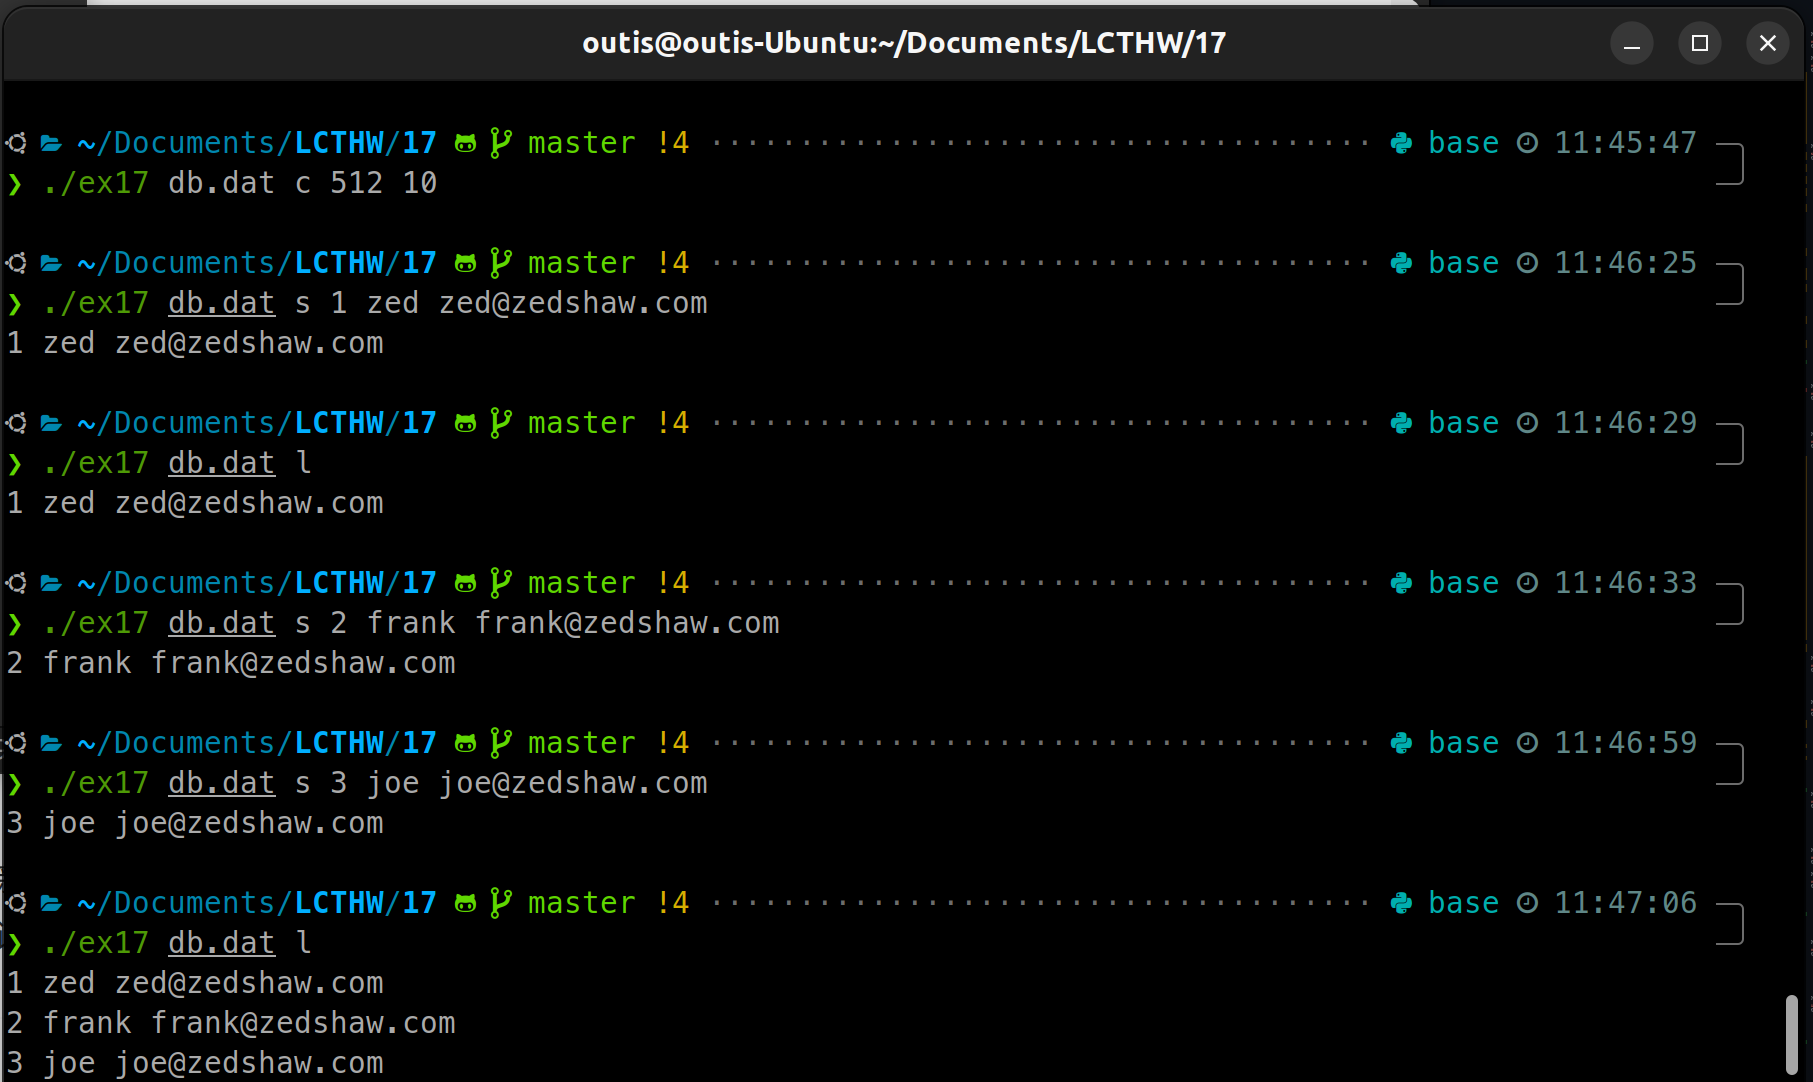 outis@outis-Ubuntu:~/Documents/LCTHW/17
~/Documents/LCTHW/17 master !4 ····································· base 11:45:47
❯ ./ex17 db.dat c 512 10
~/Documents/LCTHW/17 master !4 ····································· base 11:46:25
❯ ./ex17 db.dat s 1 zed zed@zedshaw.com
1 zed zed@zedshaw.com
~/Documents/LCTHW/17 master !4 ····································· base 11:46:29
❯ ./ex17 db.dat l
1 zed zed@zedshaw.com
~/Documents/LCTHW/17 master !4 ····································· base 11:46:33
❯ ./ex17 db.dat s 2 frank frank@zedshaw.com
2 frank frank@zedshaw.com
~/Documents/LCTHW/17 master !4 ····································· base 11:46:59
❯ ./ex17 db.dat s 3 joe joe@zedshaw.com
3 joe joe@zedshaw.com
~/Documents/LCTHW/17 master !4 ····································· base 11:47:06
❯ ./ex17 db.dat l
1 zed zed@zedshaw.com
2 frank frank@zedshaw.com
3 joe joe@zedshaw.com